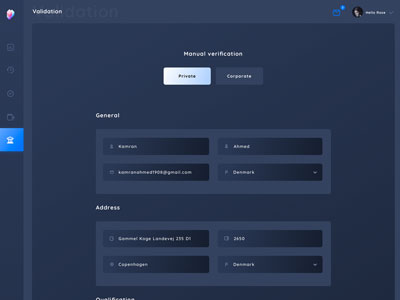 Validation
Validation
Hello Rose
Manual verification
Private
Corporate
General
Kamran
Ahmed
kamranahmed1908@gmail.com
Denmark
Address
Gammel Koge Landevej 235 D1
2650
Copenhagen
Denmark
Qualification